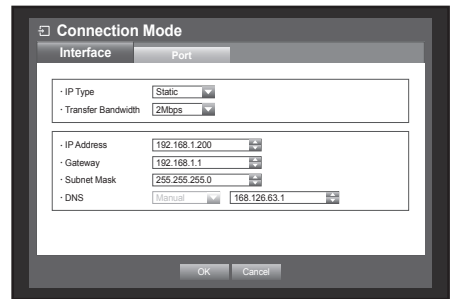 Connection Mode
Interface Port
· IP Type Static
· Transfer Bandwidth 2Mbps
· IP Address 192.168.1.200
· Gateway 192.168.1.1
· Subnet Mask 255.255.255.0
· DNS Manual 168.126.63.1
OK Cancel